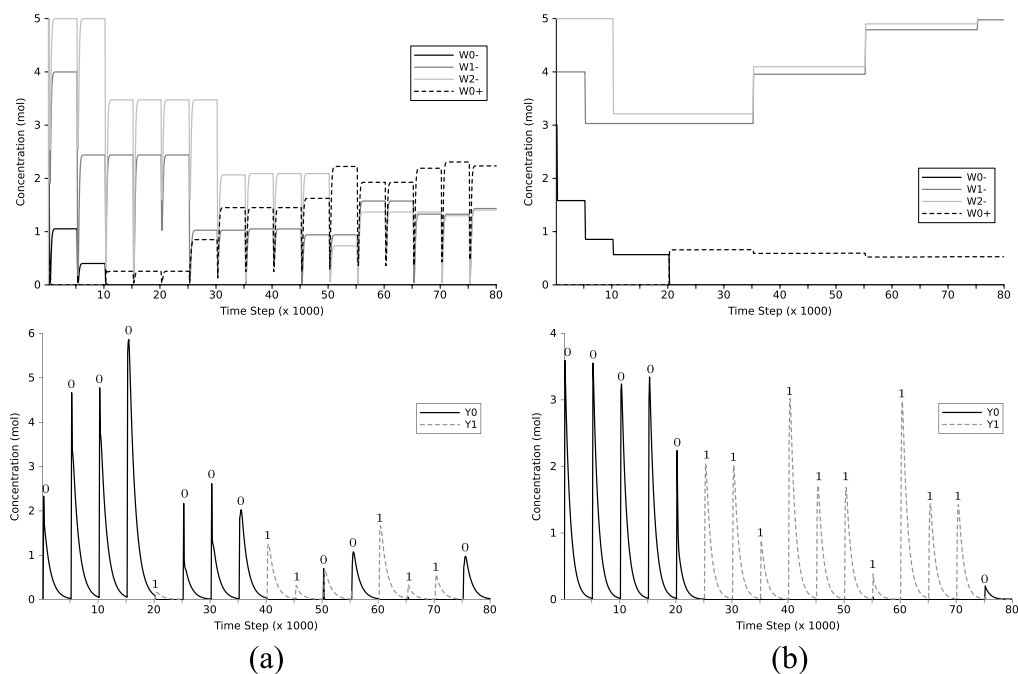 5
4
3
2
1
0
Concentration (mol)
10 20 30 40 50 60 70 80
Time Step (x 1000)
W0-
W1-
W2-
W0+
5
4
3
2
1
0
Concentration (mol)
10 20 30 40 50 60 70 80
Time Step (x 1000)
W0-
W1-
W2-
W0+
6
5
4
3
2
1
0
Concentration (mol)
0 0 0 0 1 0 0 0 1 1 0 0 1 1 1 0
10 20 30 40 50 60 70 80
Time Step (x 1000)
Y0
Y1
4
3
2
1
0
Concentration (mol)
0 0 0 0 0 1 1 1 1 1 1 1 1 1 1 0
10 20 30 40 50 60 70 80
Time Step (x 1000)
Y0
Y1
(a) (b)